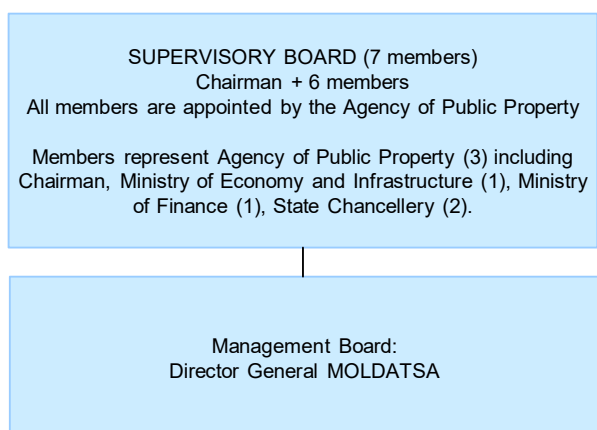 SUPERVISORY BOARD (7 members)
Chairman + 6 members
All members are appointed by the Agency of Public Property
Members represent Agency of Public Property (3) including
Chairman, Ministry of Economy and Infrastructure (1), Ministry
of Finance (1), State Chancellery (2).
Management Board:
Director General MOLDATSA